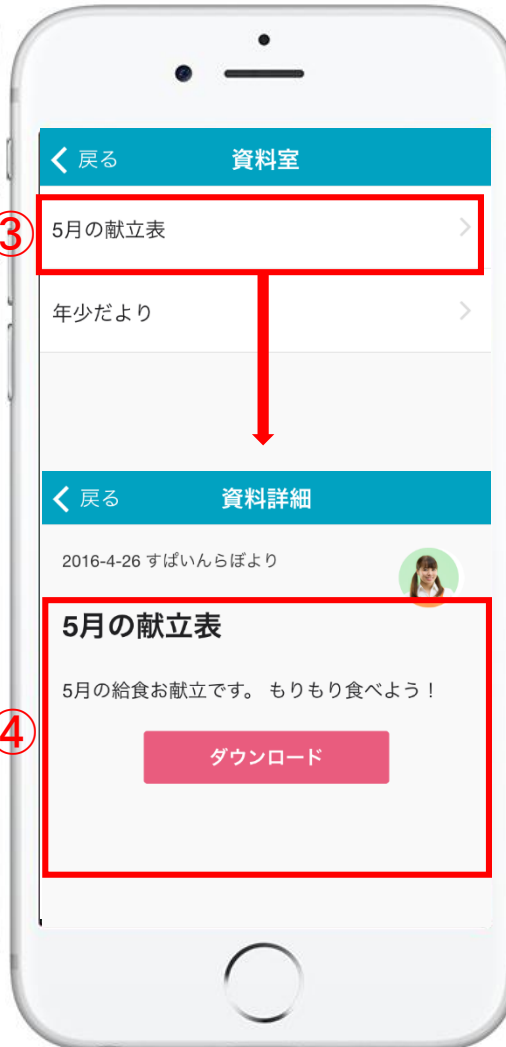 戻る 資料室
③
5月の献立表
年少だより
戻る 資料詳細
2016-4-26 すぱいんらぼより
5月の献立表
5月の給食お献立です。 もりもり食べよう！
④
ダウンロード